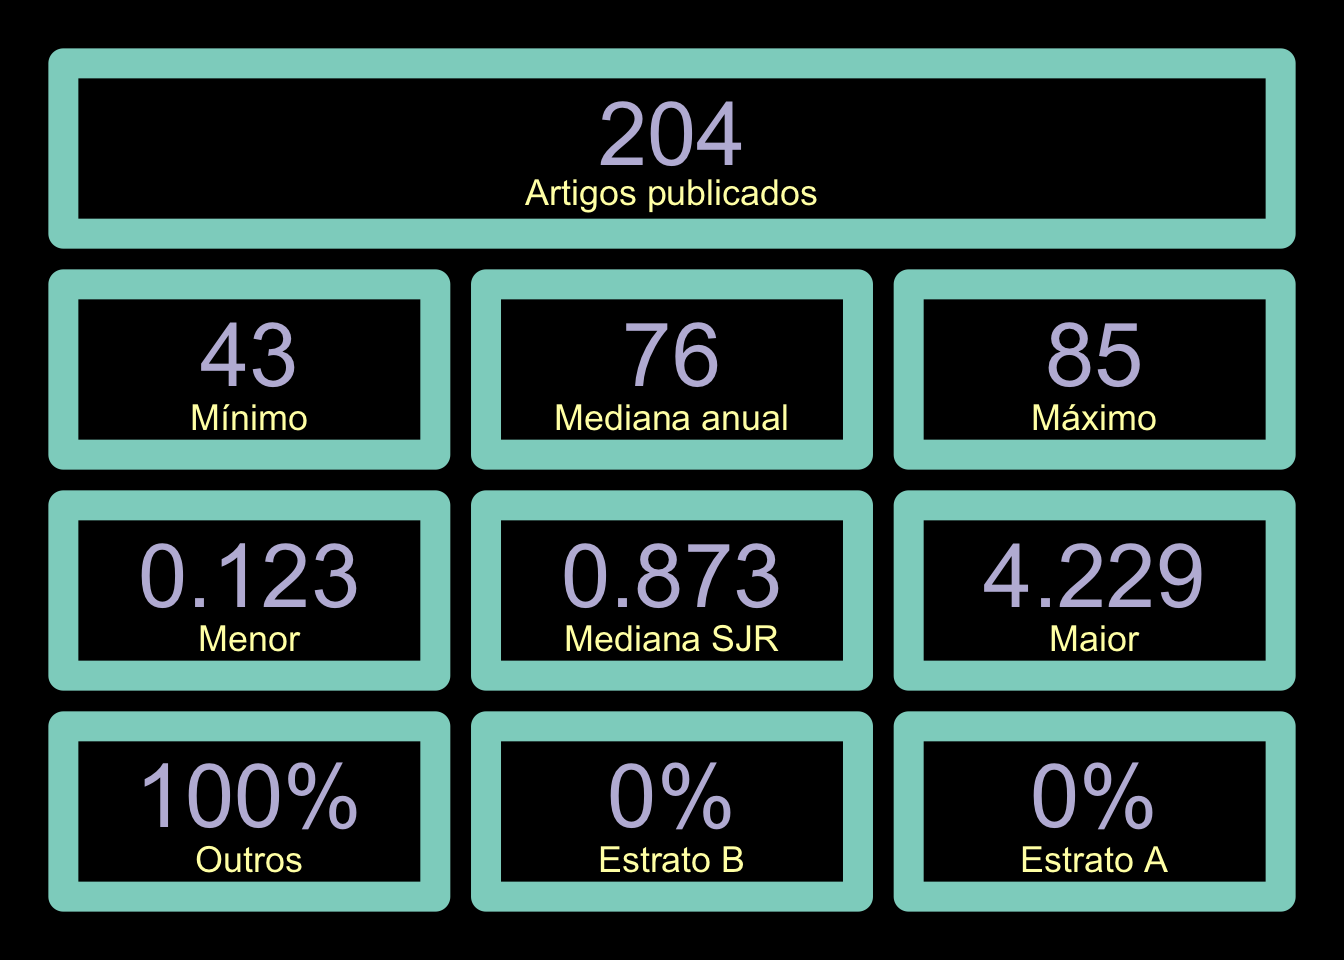 204
Artigos publicados
43
Mínimo
76
Mediana anual
85
Máximo
0.123
Menor
0.873
Mediana SJR
4.229
Maior
100%
Outros
0%
Estrato B
0%
Estrato A